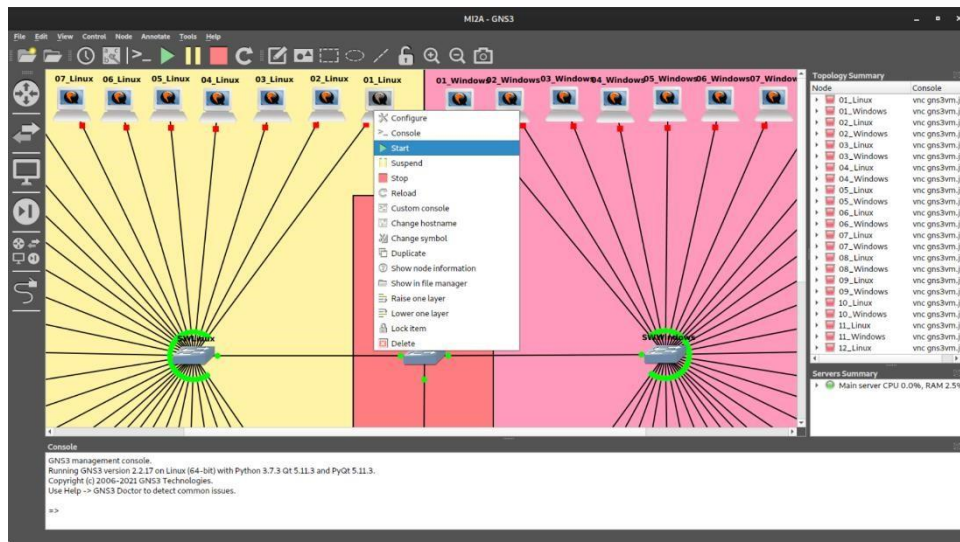 MI2A - GNS3
File Edit View Control Node Annotate Tools Help
07_Linux 06_Linux 05_Linux 04_Linux 03_Linux 02_Linux 01_Linux 01_Windows 02_Windows 03_Windows 04_Windows 05_Windows 06_Windows 07_Window
Configure
Console
Start
Suspend
Stop
Reload
Custom console
Change hostname
Change symbol
Duplicate
Show node information
Show in file manager
Raise one layer
Lower one layer
Lock item
Delete
SWLinux
SWWindows
Topology Summary
Node Console
01_Linux vnc gns3vm.j
01_Windows vnc gns3vm.j
02_Linux vnc gns3vm.j
02_Windows vnc gns3vm.j
03_Linux vnc gns3vm.j
03_Windows vnc gns3vm.j
04_Linux vnc gns3vm.j
04_Windows vnc gns3vm.j
05_Linux vnc gns3vm.j
05_Windows vnc gns3vm.j
06_Linux vnc gns3vm.j
06_Windows vnc gns3vm.j
07_Linux vnc gns3vm.j
07_Windows vnc gns3vm.j
08_Linux vnc gns3vm.j
08_Windows vnc gns3vm.j
09_Linux vnc gns3vm.j
09_Windows vnc gns3vm.j
10_Linux vnc gns3vm.j
10_Windows vnc gns3vm.j
11_Linux vnc gns3vm.j
11_Windows vnc gns3vm.j
12_Linux vnc gns3vm.j
Servers Summary
Main server CPU 0.0%, RAM 2.5%
Console
GNS3 management console.
Running GNS3 version 2.2.17 on Linux (64-bit) with Python 3.7.3 Qt 5.11.3 and PyQt 5.11.3.
Copyright (c) 2006-2021 GNS3 Technologies.
Use Help -> GNS3 Doctor to detect common issues.
=>